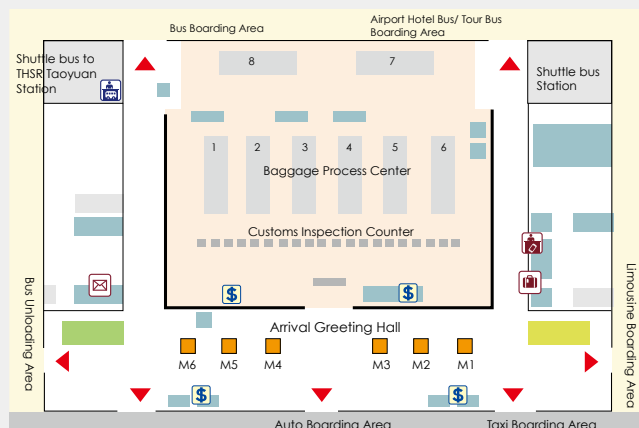 Bus Boarding Area
Airport Hotel Bus/ Tour Bus
Boarding Area
Shuttle bus to
THSR Taoyuan
Station
8
7
Shuttle bus
Station
1
2
3
4
5
6
Baggage Process Center
Customs Inspection Counter
$
$
Bus Unloading Area
Limousine Boarding Area
Arrival Greeting Hall
M6
M5
M4
M3
M2
M1
$
$
Auto Boarding Area
Taxi Boarding Area